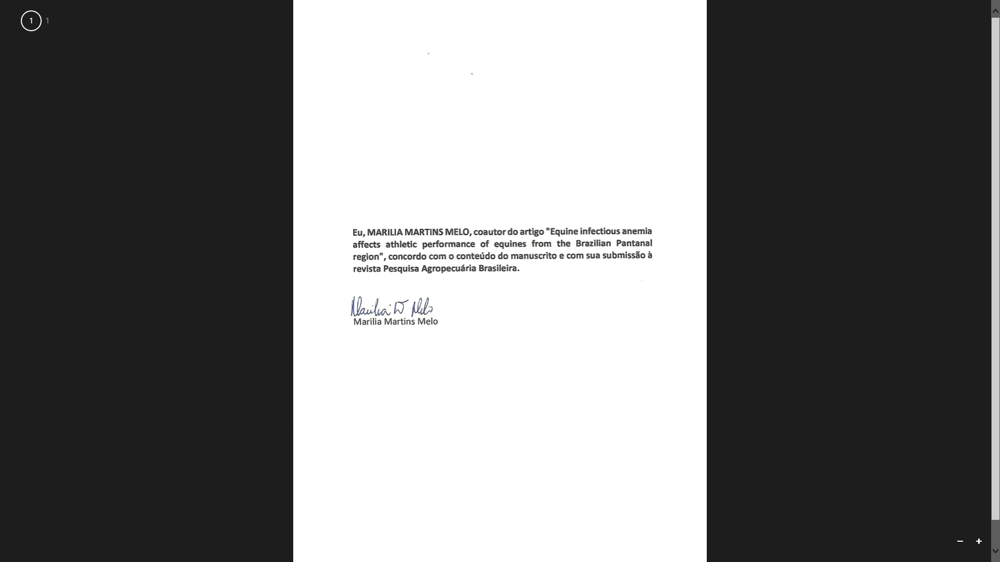 1 1
Eu, MARILIA MARTINS MELO, coautor do artigo "Equine infectious anemia
affects athletic performance of equines from the Brazilian Pantanal
region", concordo com o conteúdo do manuscrito e com sua submissão à
revista Pesquisa Agropecuária Brasileira.
Marilia M Melo
Marilia Martins Melo